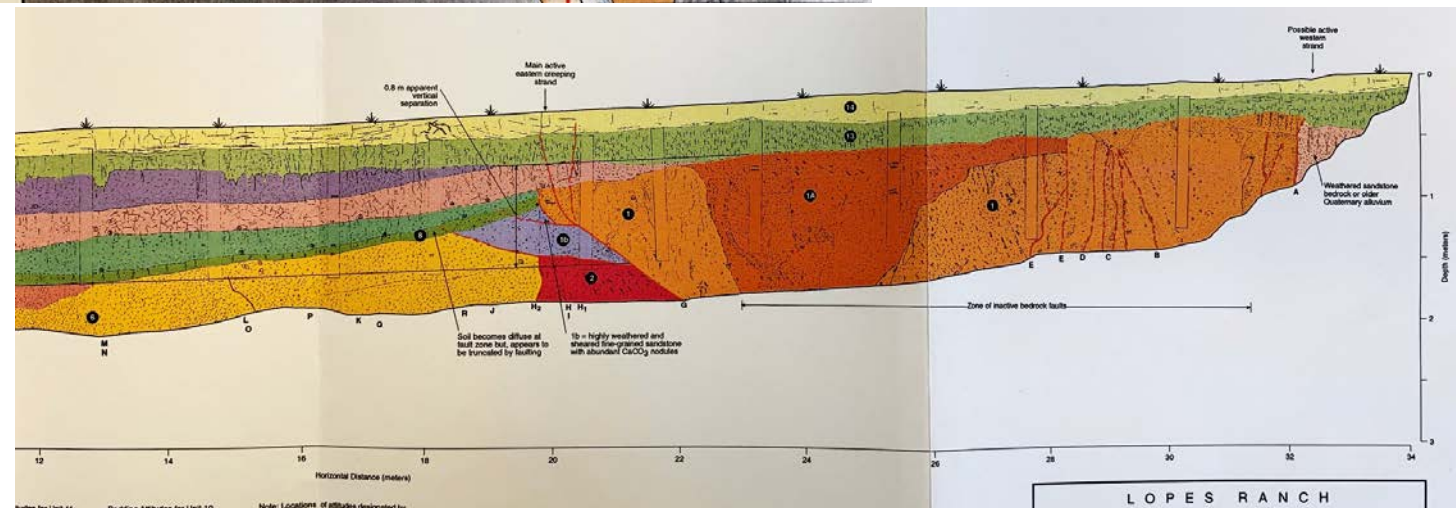 Possible active
western
strand
Main active
eastern creeping
strand
0.8 m apparent
vertical
separation
0
14
13
1A
1
1
1b
8
2
6
Weathered sandstone
bedrock or older
Quaternary alluvium
A
1
E E D C B
Depth (meters)
Zone of inactive bedrock faults
L
O
P
K
Q
R
J
H2
H
I
H1
G
M
N
2
Soil becomes diffuse at
fault zone but, appears to
be truncated by faulting
1b = highly weathered and
sheared fine-grained sandstone
with abundant CaCO3 nodules
3
12 14 16 18 20 22 24 26 28 30 32 34
Horizontal Distance (meters)
LOPES RANCH
Note: Locations of attitudes designated by